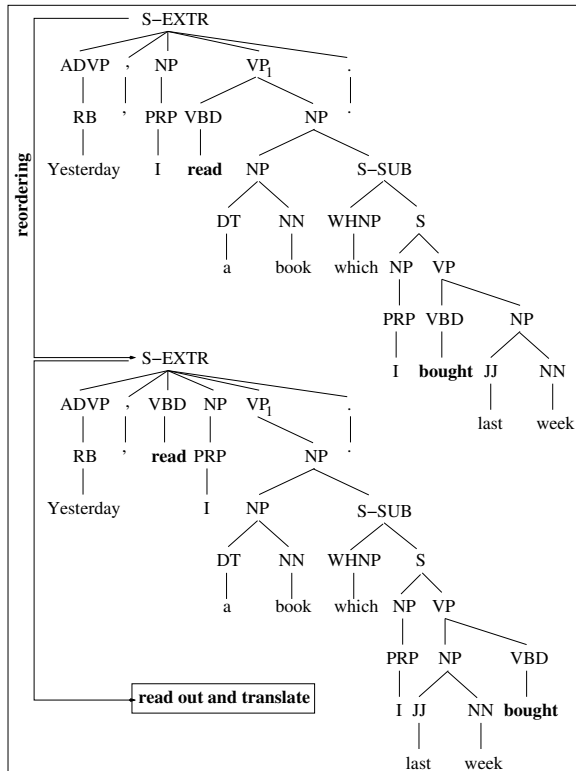 S-EXTR
ADVP , NP VP1 .
RB , PRP VBD NP .
Yesterday I read NP S-SUB
DT NN WHNP S
a book which NP VP
PRP VBD NP
I bought JJ NN
last week
reordering
S-EXTR
ADVP , VBD NP VP1 .
RB , read PRP NP .
Yesterday I NP S-SUB
DT NN WHNP S
a book which NP VP
PRP NP VBD
read out and translate I JJ NN bought
last week